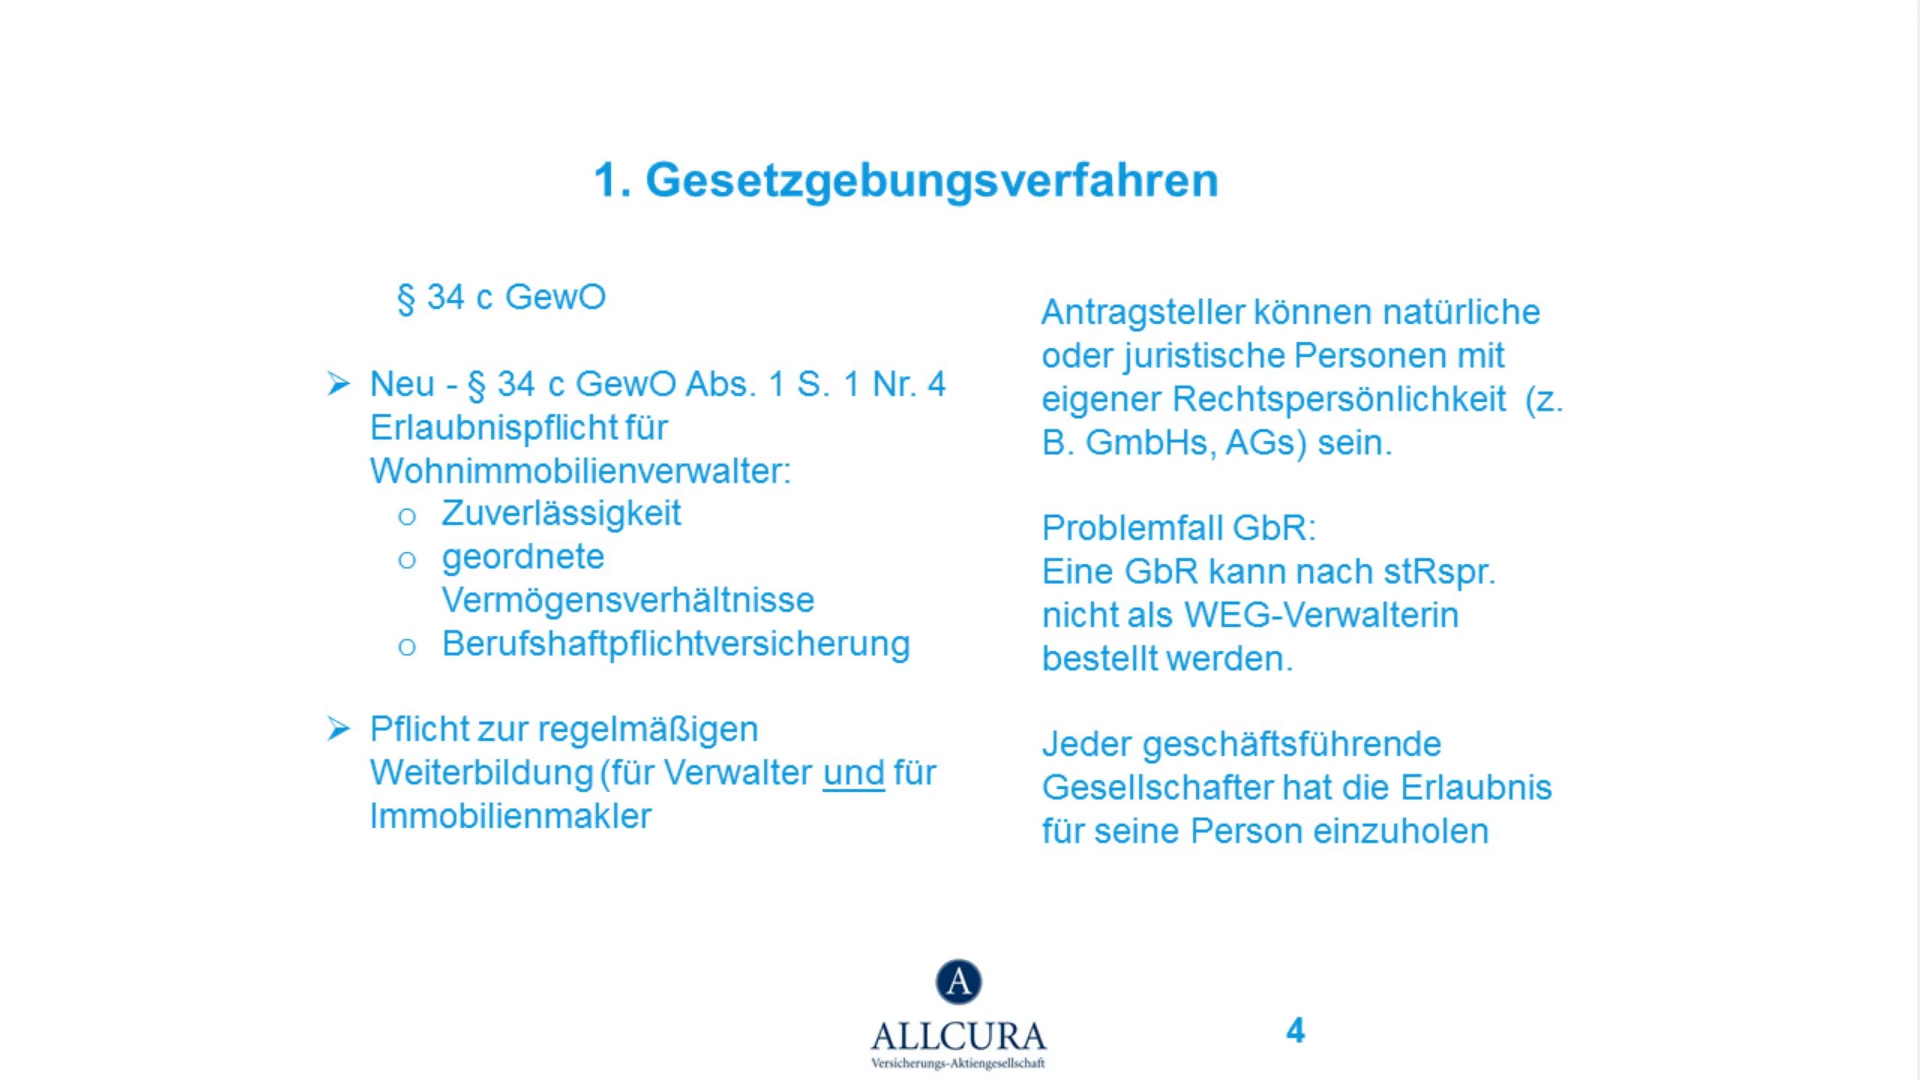 1. Gesetzgebungsverfahren
§ 34 c GewO
➢ Neu - § 34 c GewO Abs. 1 S. 1 Nr. 4
Erlaubnispflicht für
Wohnimmobilienverwalter:
o Zuverlässigkeit
o geordnete
Vermögensverhältnisse
o Berufshaftpflichtversicherung
➢ Pflicht zur regelmäßigen
Weiterbildung (für Verwalter und für
Immobilienmakler
Antragsteller können natürliche
oder juristische Personen mit
eigener Rechtspersönlichkeit (z.
B. GmbHs, AGs) sein.
Problemfall GbR:
Eine GbR kann nach stRspr.
nicht als WEG-Verwalterin
bestellt werden.
Jeder geschäftsführende
Gesellschafter hat die Erlaubnis
für seine Person einzuholen
A
ALLCURA
Versicherungs-Aktiengesellschaft
4